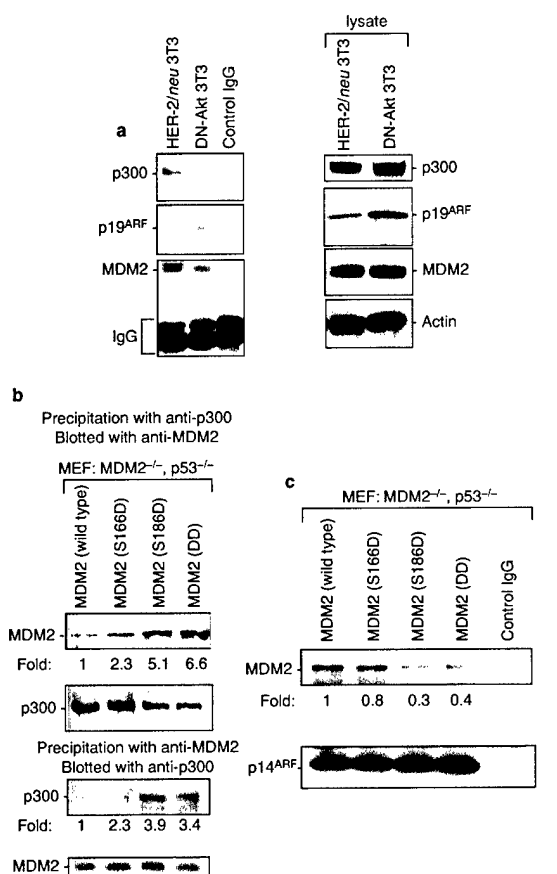 a
HER-2/neu 3T3
DN-Akt 3T3
Control IgG
p300
p19ARF
MDM2
IgG
lysate
HER-2/neu 3T3
DN-Akt 3T3
p300
p19ARF
MDM2
Actin
b
Precipitation with anti-p300
Blotted with anti-MDM2
MEF: MDM2–/–, p53–/–
MDM2 (wild type)
MDM2 (S166D)
MDM2 (S186D)
MDM2 (DD)
MDM2
Fold: 1 2.3 5.1 6.6
p300
Precipitation with anti-MDM2
Blotted with anti-p300
p300
Fold: 1 2.3 3.9 3.4
MDM2
c
MEF: MDM2–/–, p53–/–
MDM2 (wild type)
MDM2 (S166D)
MDM2 (S186D)
MDM2 (DD)
Control IgG
MDM2
Fold: 1 0.8 0.3 0.4
p14ARF